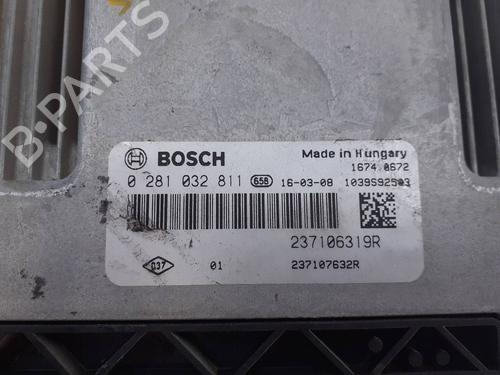 B-PARTS
BOSCH
Made in Hungary
1674.0672
0 281 032 811 658 16-03-08 1039S92503
237106319R
037 01 237107632R